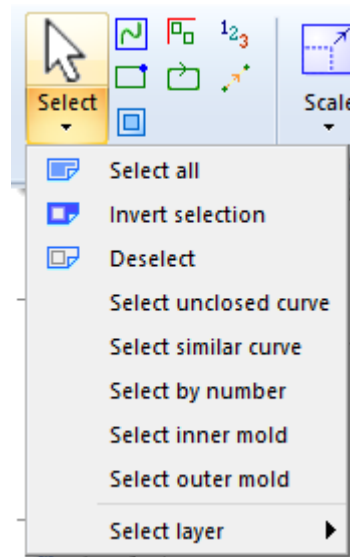 123
Select
Scale
Select all
Invert selection
Deselect
Select unclosed curve
Select similar curve
Select by number
Select inner mold
Select outer mold
Select layer